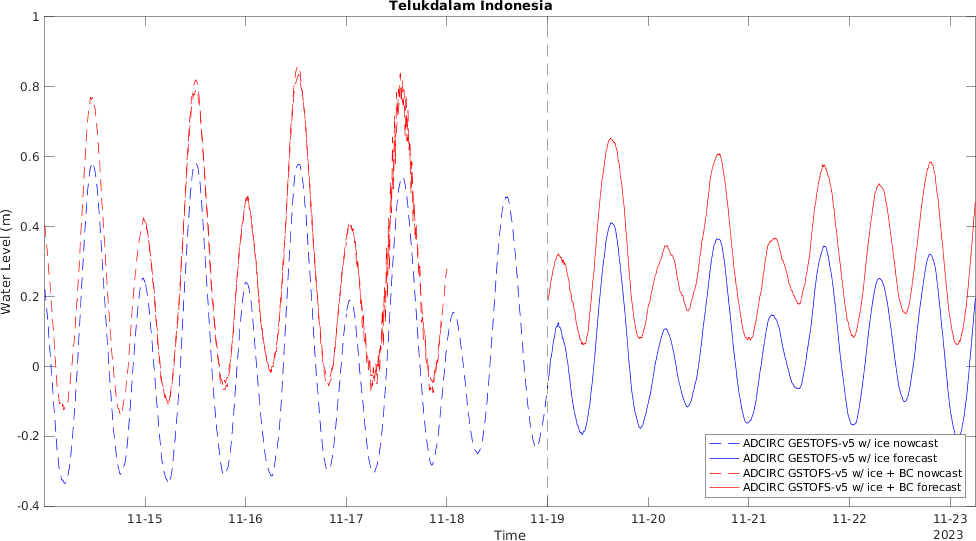 Telukdalam Indonesia
1
0.8
0.6
0.4
0.2
0
-0.2
-0.4
Water Level (m)
11-15
11-16
11-17
11-18
11-19
11-20
11-21
11-22
11-23
Time
2023
ADCIRC GESTOFS-v5 w/ ice nowcast
ADCIRC GESTOFS-v5 w/ ice forecast
ADCIRC GSTOFS-v5 w/ ice + BC nowcast
ADCIRC GSTOFS-v5 w/ ice + BC forecast